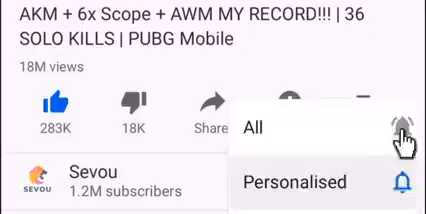 AKM + 6x Scope + AWM MY RECORD!!! | 36
SOLO KILLS | PUBG Mobile
18M views
283K
18K
Share
All
SEVOU
Sevou
1.2M subscribers
Personalised